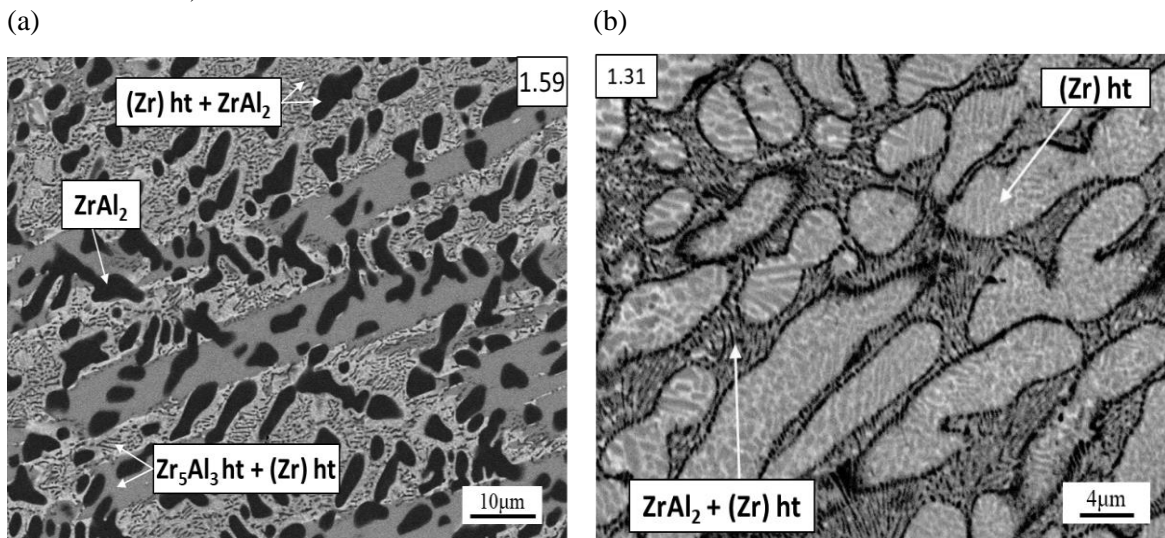 (a)
(b)
(Zr) ht + ZrAl₂
1.59
ZrAl₂
Zr₅Al₃ ht + (Zr) ht
10μm
1.31
(Zr) ht
ZrAl₂ + (Zr) ht
4μm